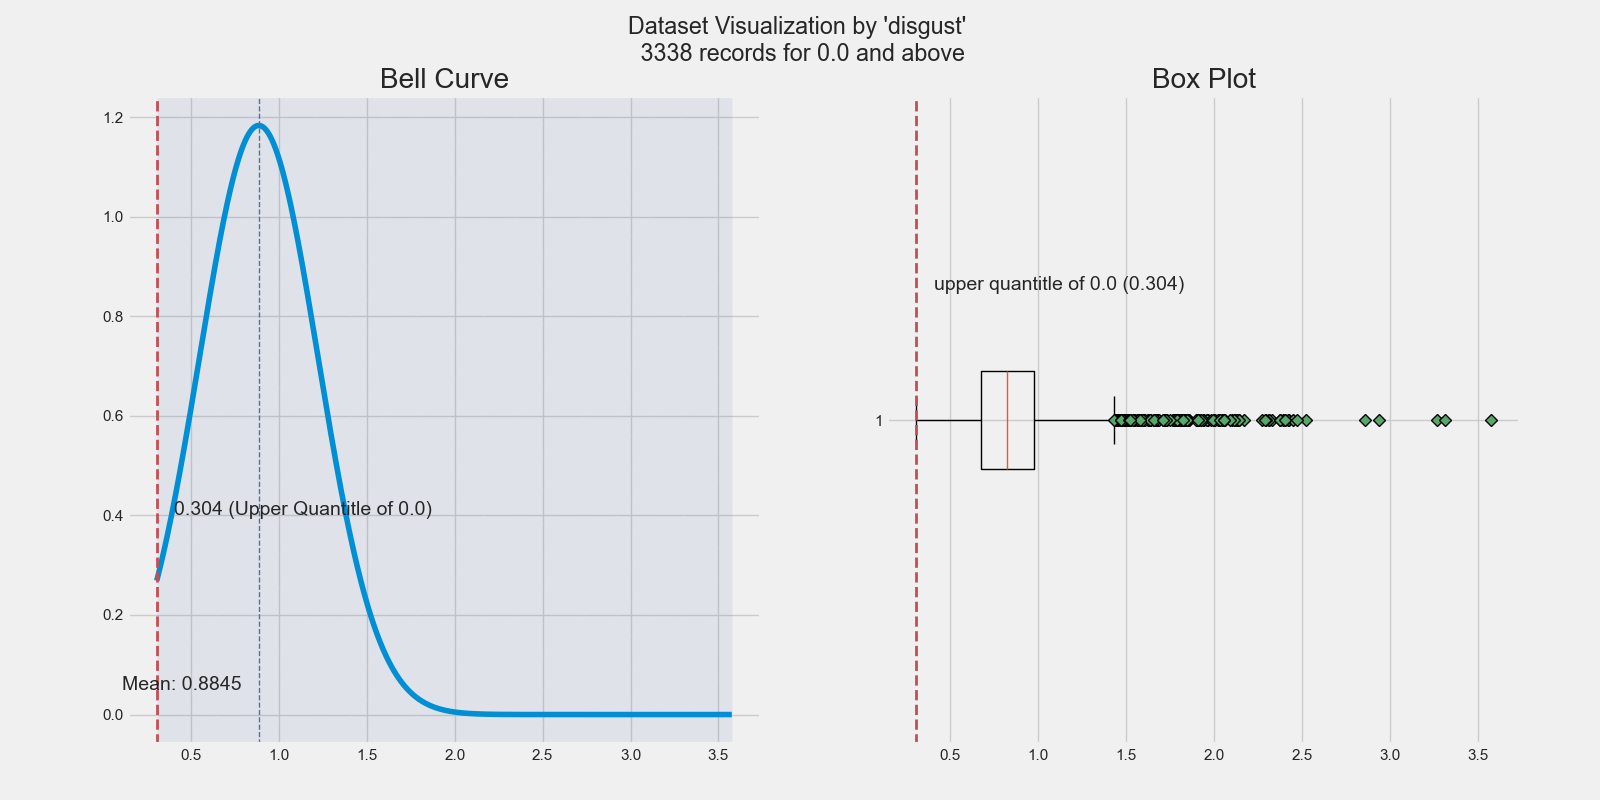 Dataset Visualization by 'disgust'
3338 records for 0.0 and above
Bell Curve
1.2
1.0
0.8
0.6
0.4
0.2
0.0
0.304 (Upper Quantitle of 0.0)
Mean: 0.8845
0.5 1.0 1.5 2.0 2.5 3.0 3.5
Box Plot
upper quantitle of 0.0 (0.304)
1
0.5 1.0 1.5 2.0 2.5 3.0 3.5